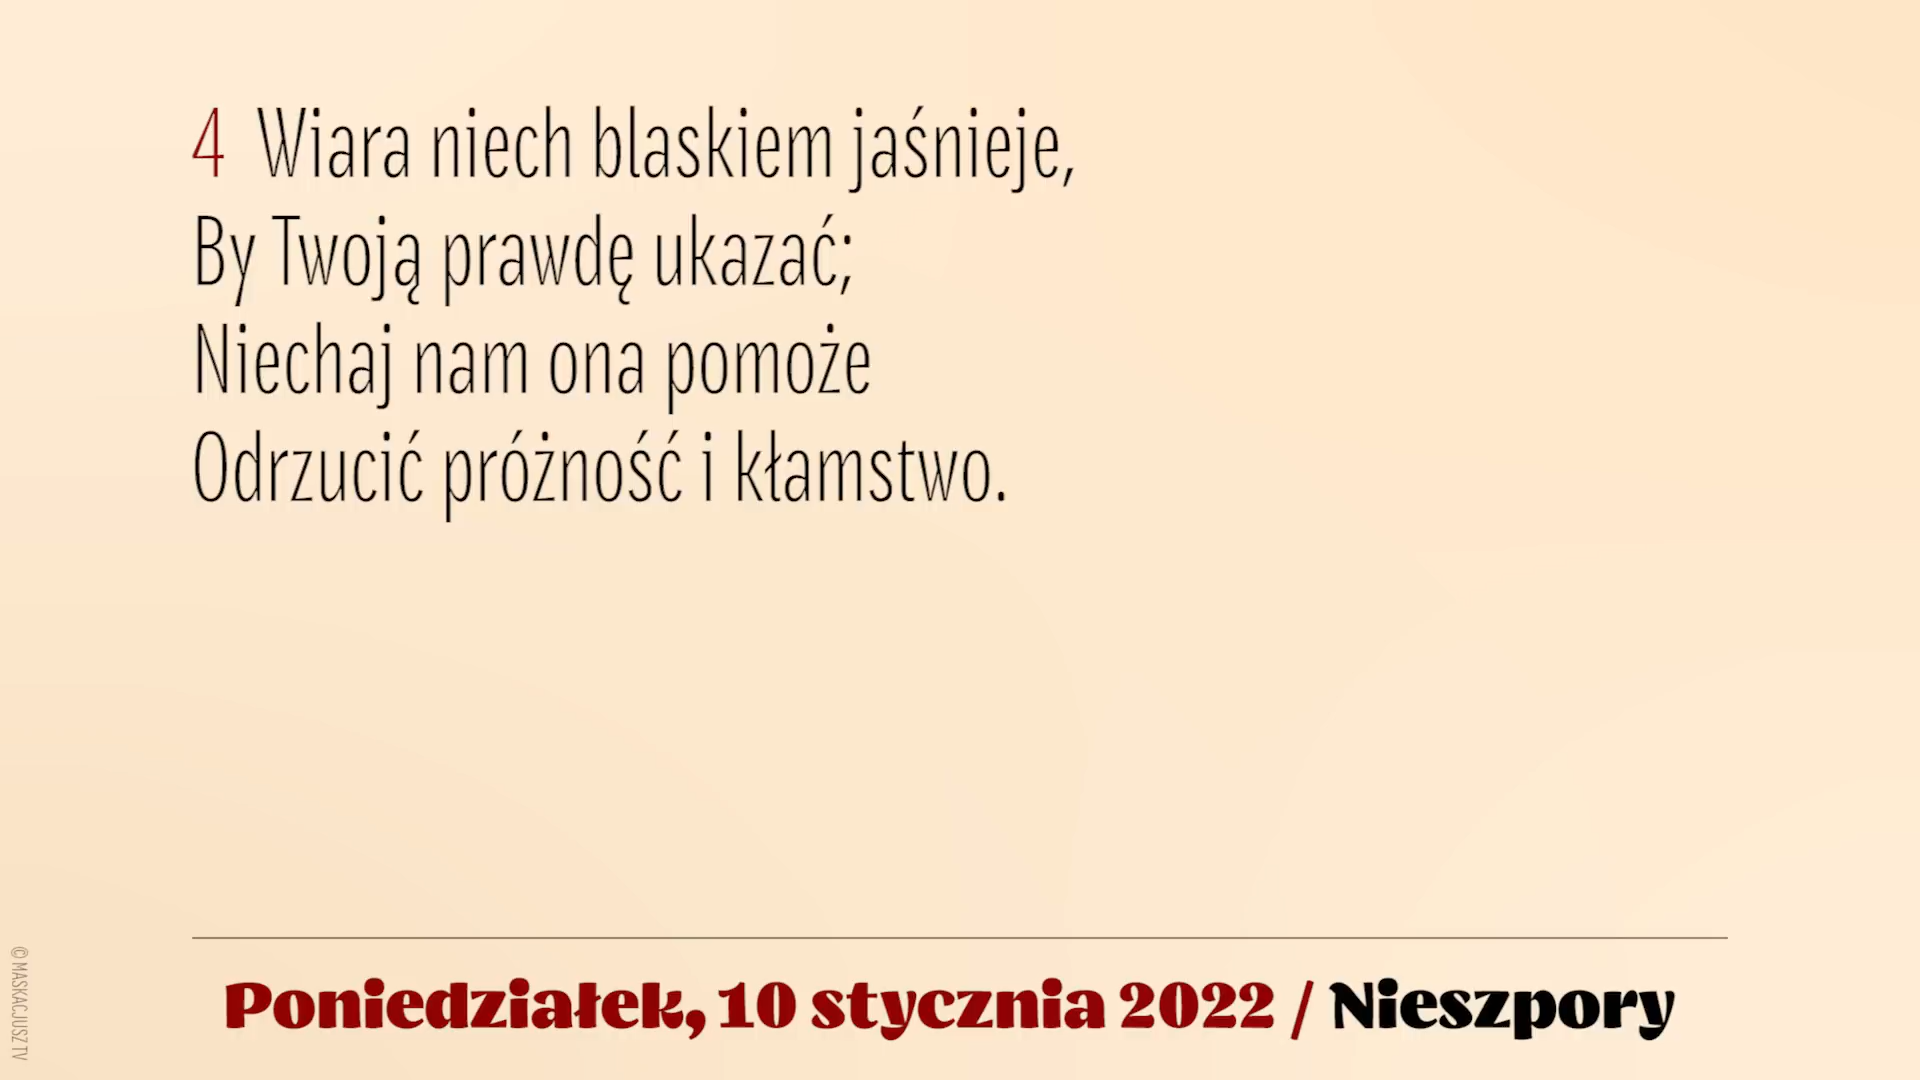 4 Wiara niech blaskiem jaśnieje,
By Twoją prawdę ukazać;
Niechaj nam ona pomoże
Odrzucić próżność i kłamstwo.
Poniedziałek, 10 stycznia 2022 / Nieszpory
© MASKACJUSZ TV